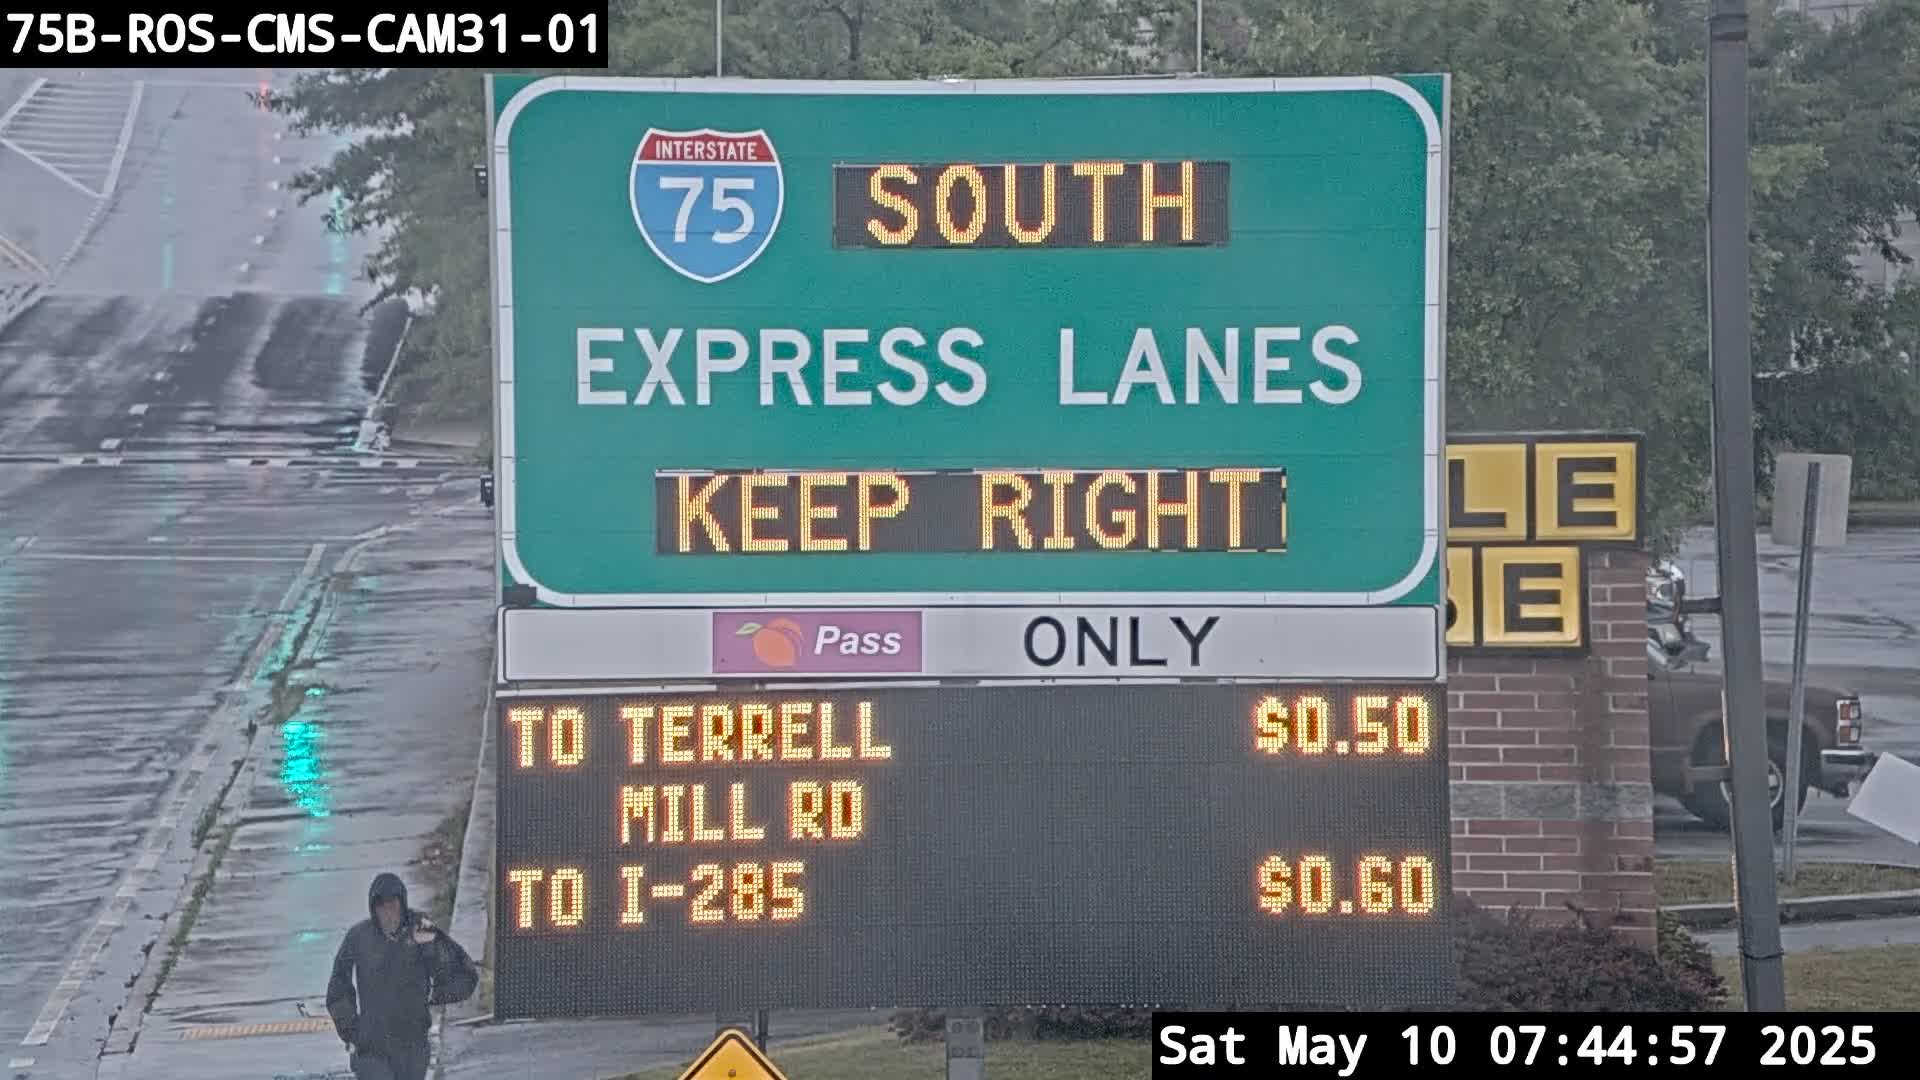 75B-ROS-CMS-CAM31-01
INTERSTATE
75
SOUTH
EXPRESS LANES
KEEP RIGHT
Pass ONLY
TO TERRELL $0.50
MILL RD
TO I-285 $0.60
LE
E
Sat May 10 07:44:57 2025